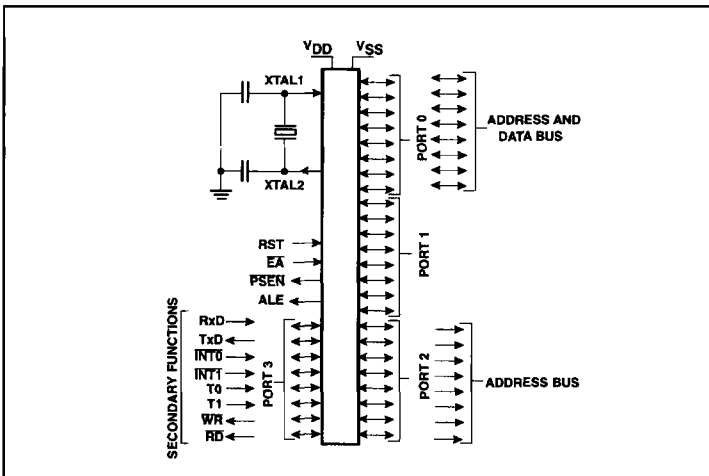 VDD VSS
XTAL1
XTAL2
PORT 0
ADDRESS AND
DATA BUS
PORT 1
RST
EA
PSEN
ALE
SECONDARY FUNCTIONS
RxD
TxD
INT0
INT1
T0
T1
WR
RD
PORT 3
PORT 2
ADDRESS BUS